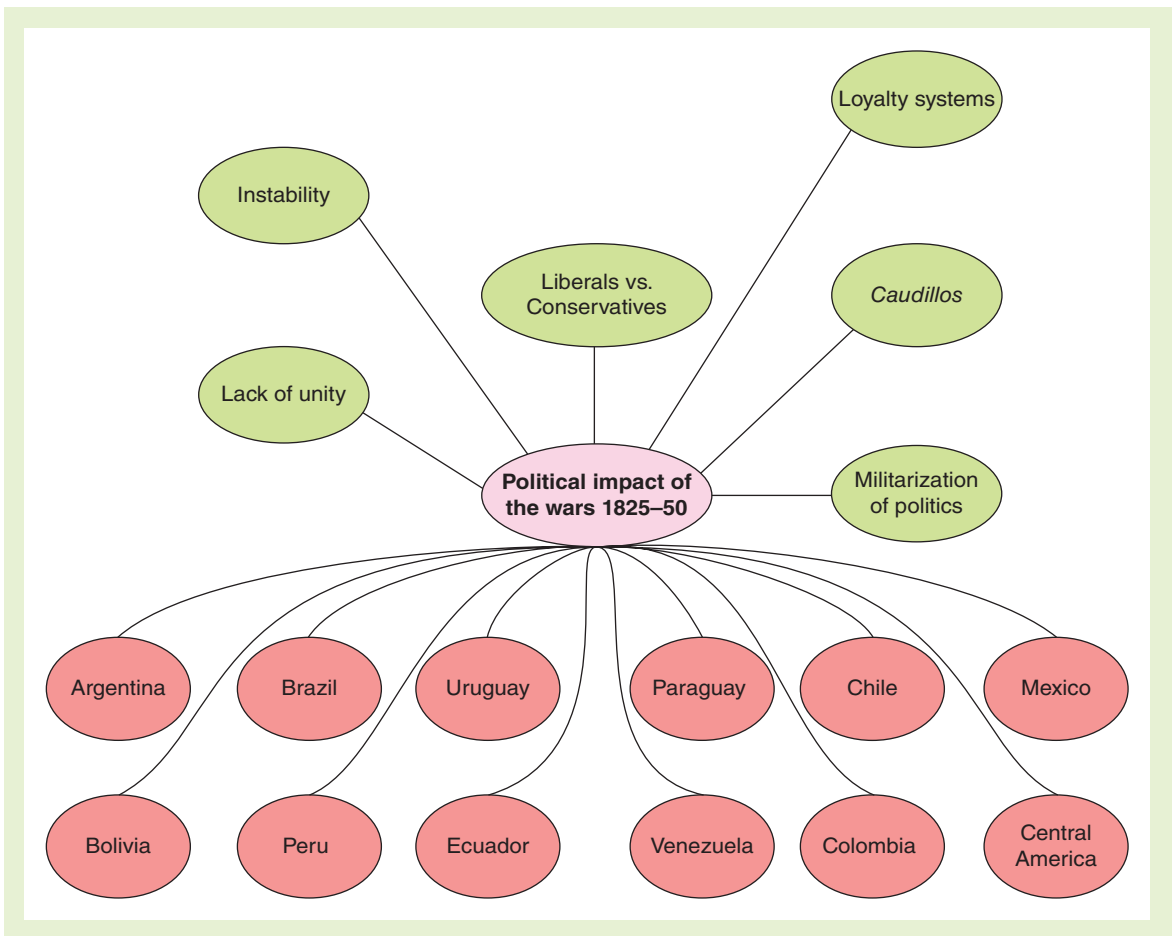 Loyalty systems
Instability
Liberals vs.
Conservatives
Caudillos
Lack of unity
Political impact of
the wars 1825–50
Militarization
of politics
Argentina
Brazil
Uruguay
Paraguay
Chile
Mexico
Bolivia
Peru
Ecuador
Venezuela
Colombia
Central
America